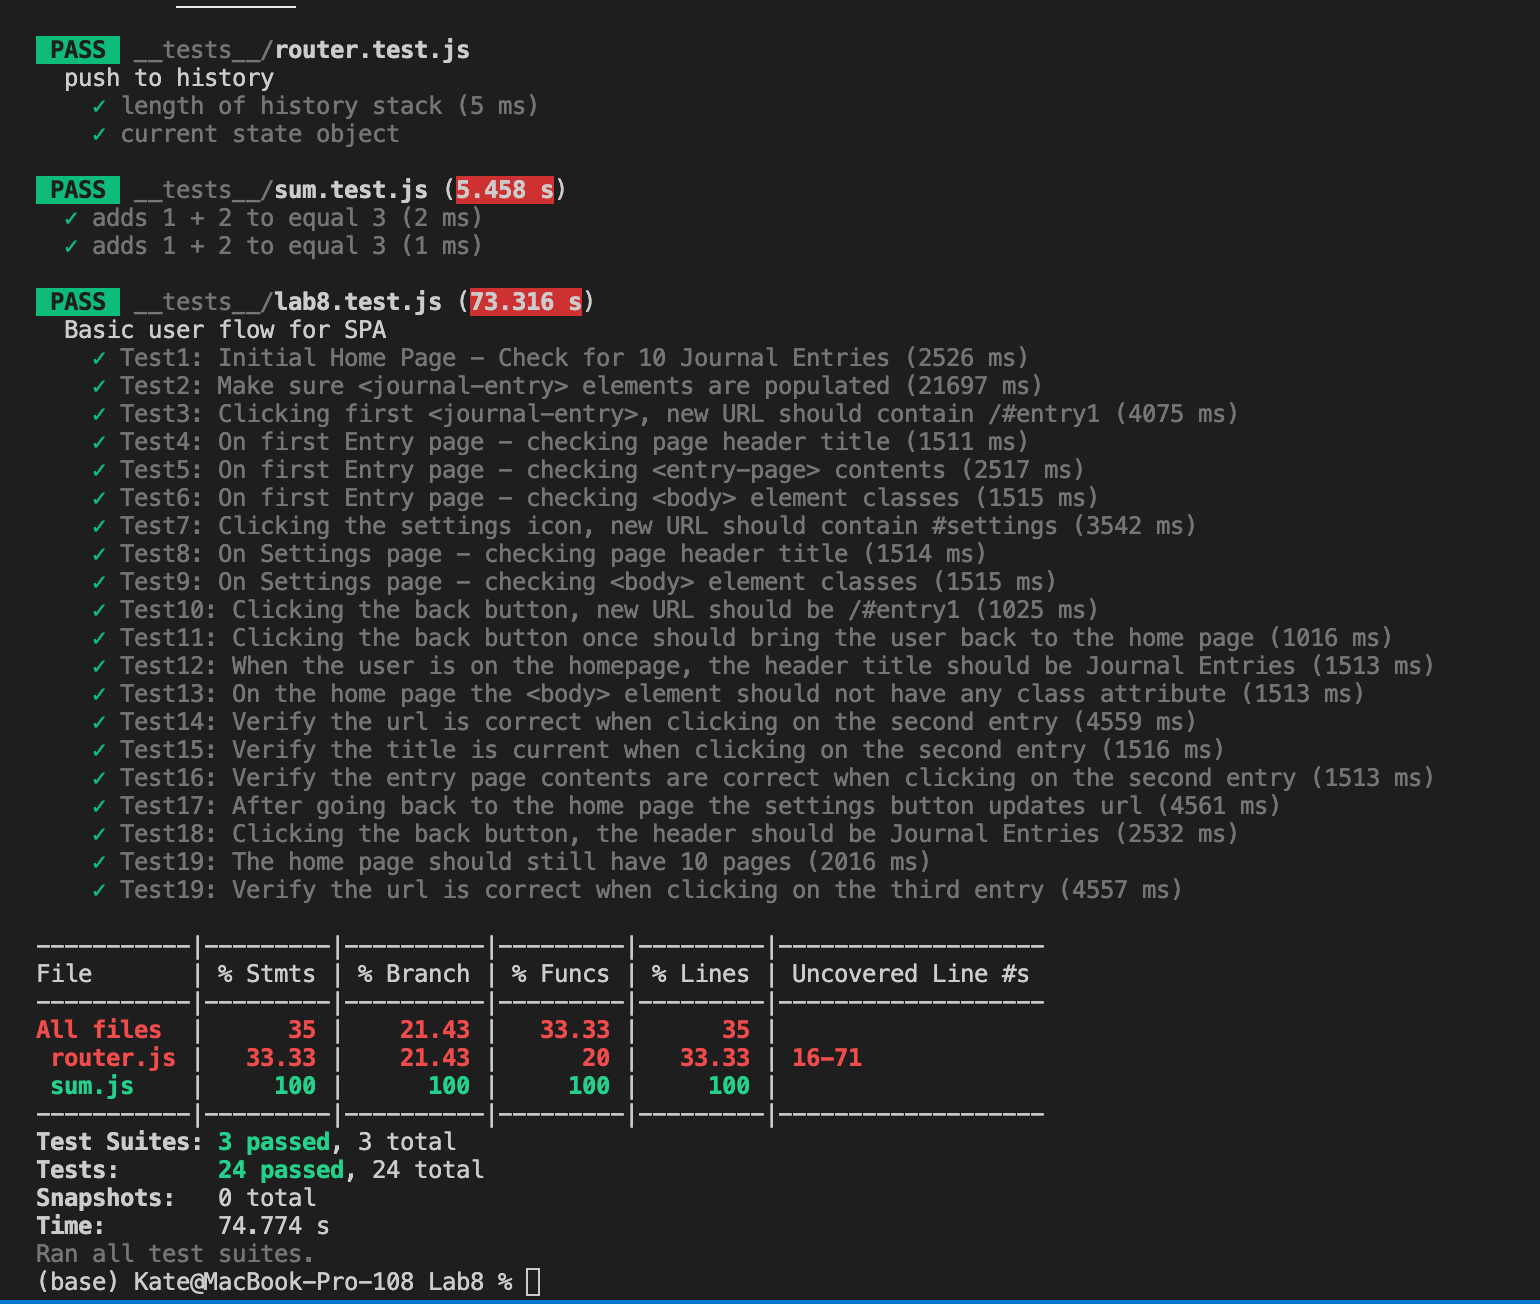 PASS __tests__/router.test.js
push to history
✓ length of history stack (5 ms)
✓ current state object
PASS __tests__/sum.test.js (5.458 s)
✓ adds 1 + 2 to equal 3 (2 ms)
✓ adds 1 + 2 to equal 3 (1 ms)
PASS __tests__/lab8.test.js (73.316 s)
Basic user flow for SPA
✓ Test1: Initial Home Page - Check for 10 Journal Entries (2526 ms)
✓ Test2: Make sure <journal-entry> elements are populated (21697 ms)
✓ Test3: Clicking first <journal-entry>, new URL should contain /#entry1 (4075 ms)
✓ Test4: On first Entry page - checking page header title (1511 ms)
✓ Test5: On first Entry page - checking <entry-page> contents (2517 ms)
✓ Test6: On first Entry page - checking <body> element classes (1515 ms)
✓ Test7: Clicking the settings icon, new URL should contain #settings (3542 ms)
✓ Test8: On Settings page - checking page header title (1514 ms)
✓ Test9: On Settings page - checking <body> element classes (1515 ms)
✓ Test10: Clicking the back button, new URL should be /#entry1 (1025 ms)
✓ Test11: Clicking the back button once should bring the user back to the home page (1016 ms)
✓ Test12: When the user is on the homepage, the header title should be Journal Entries (1513 ms)
✓ Test13: On the home page the <body> element should not have any class attribute (1513 ms)
✓ Test14: Verify the url is correct when clicking on the second entry (4559 ms)
✓ Test15: Verify the title is current when clicking on the second entry (1516 ms)
✓ Test16: Verify the entry page contents are correct when clicking on the second entry (1513 ms)
✓ Test17: After going back to the home page the settings button updates url (4561 ms)
✓ Test18: Clicking the back button, the header should be Journal Entries (2532 ms)
✓ Test19: The home page should still have 10 pages (2016 ms)
✓ Test19: Verify the url is correct when clicking on the third entry (4557 ms)
-----------|---------|----------|---------|---------|-------------------
File | % Stmts | % Branch | % Funcs | % Lines | Uncovered Line #s
-----------|---------|----------|---------|---------|-------------------
All files | 35 | 21.43 | 33.33 | 35 |
router.js | 33.33 | 21.43 | 20 | 33.33 | 16-71
sum.js | 100 | 100 | 100 | 100 |
-----------|---------|----------|---------|---------|-------------------
Test Suites: 3 passed, 3 total
Tests: 24 passed, 24 total
Snapshots: 0 total
Time: 74.774 s
Ran all test suites.
(base) Kate@MacBook-Pro-108 Lab8 %